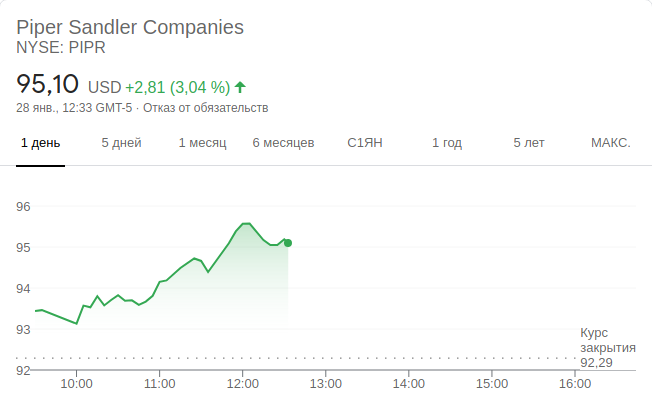 Piper Sandler Companies
NYSE: PIPR
95,10 USD +2,81 (3,04 %)
28 янв., 12:33 GMT-5 · Отказ от обязательств
1 день 5 дней 1 месяц 6 месяцев С1ЯН 1 год 5 лет МАКС.
96
95
94
93
92
Курс
закрытия
92,29
10:00 11:00 12:00 13:00 14:00 15:00 16:00